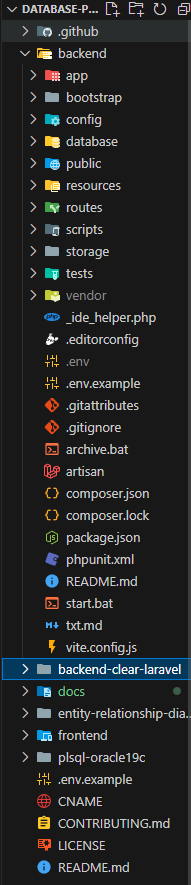 DATABASE-P...
.github
backend
app
bootstrap
config
database
public
resources
routes
scripts
storage
tests
vendor
_ide_helper.php
.editorconfig
.env
.env.example
.gitattributes
.gitignore
archive.bat
artisan
composer.json
composer.lock
package.json
phpunit.xml
README.md
start.bat
txt.md
vite.config.js
backend-clear-laravel
docs
entity-relationship-dia...
frontend
plsql-oracle19c
.env.example
CNAME
CONTRIBUTING.md
LICENSE
README.md